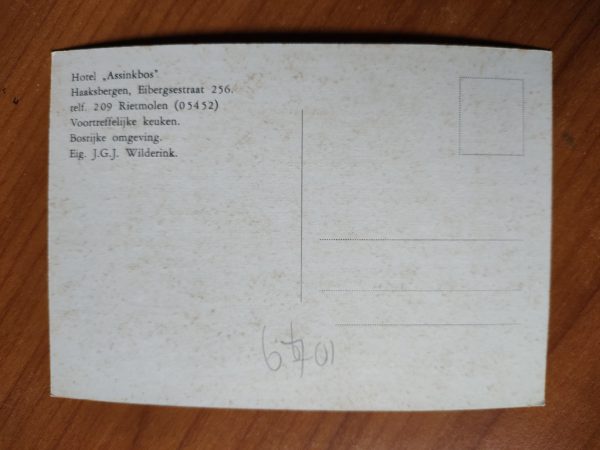 Hotel „Assinkbos”
Haaksbergen, Eibergsestraat 256.
telf. 209 Rietmolen (05452)
Voortreffelijke keuken.
Bosrijke omgeving.
Eig. J.G.J. Wilderink.